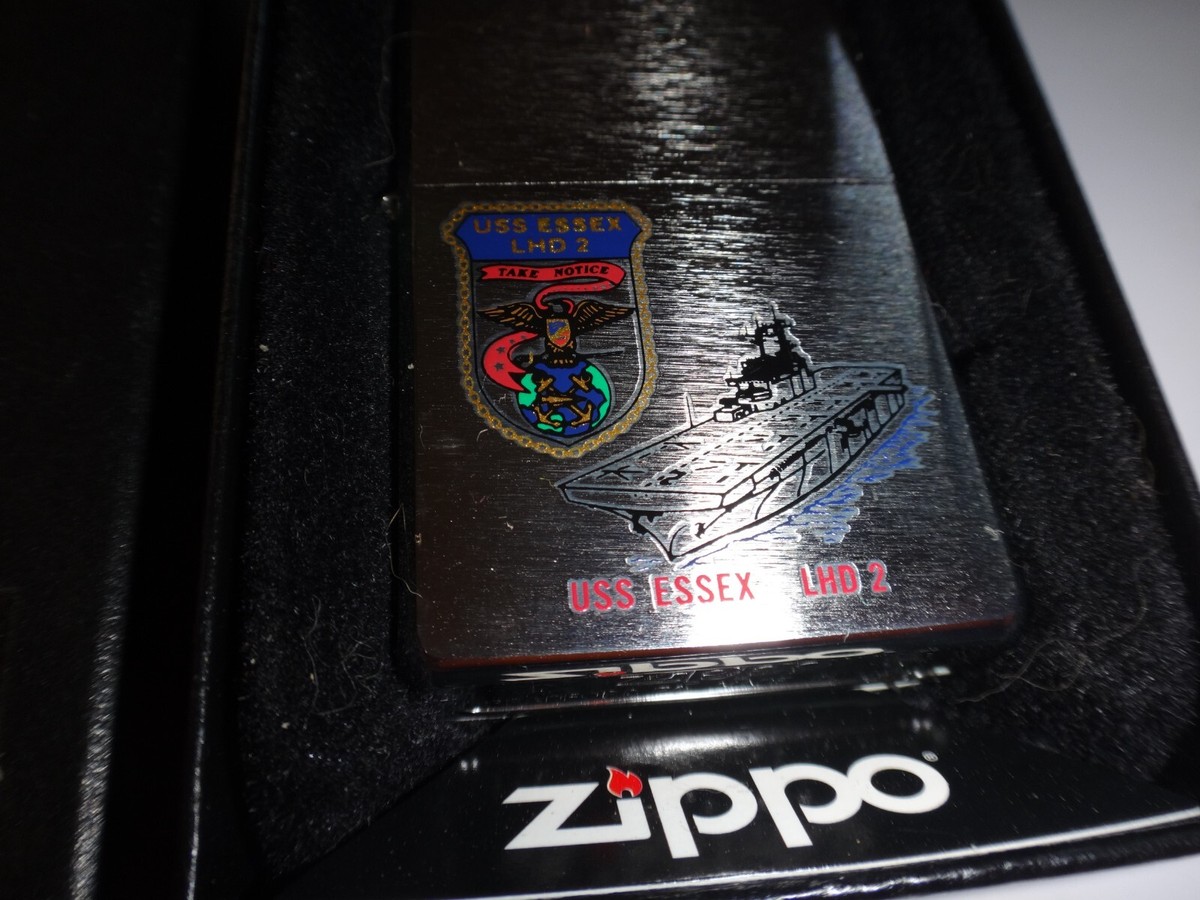 USS ESSEX
LHD 2
TAKE NOTICE
USS ESSEX LHD 2
zippo®